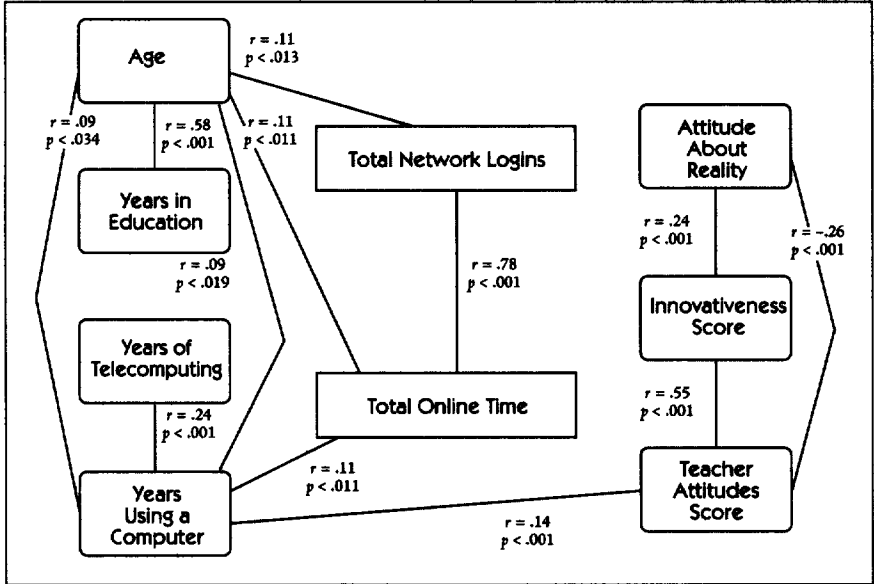 Age
r = .11
p < .013
r = .09
p < .034
r = .58
p < .001
r = .11
p < .011
Total Network Logins
Attitude
About
Reality
Years in
Education
r = .09
p < .019
r = .78
p < .001
r = .24
p < .001
r = –.26
p < .001
Innovativeness
Score
Years of
Telecomputing
r = .24
p < .001
Total Online Time
r = .55
p < .001
Years
Using a
Computer
r = .11
p < .011
r = .14
p < .001
Teacher
Attitudes
Score